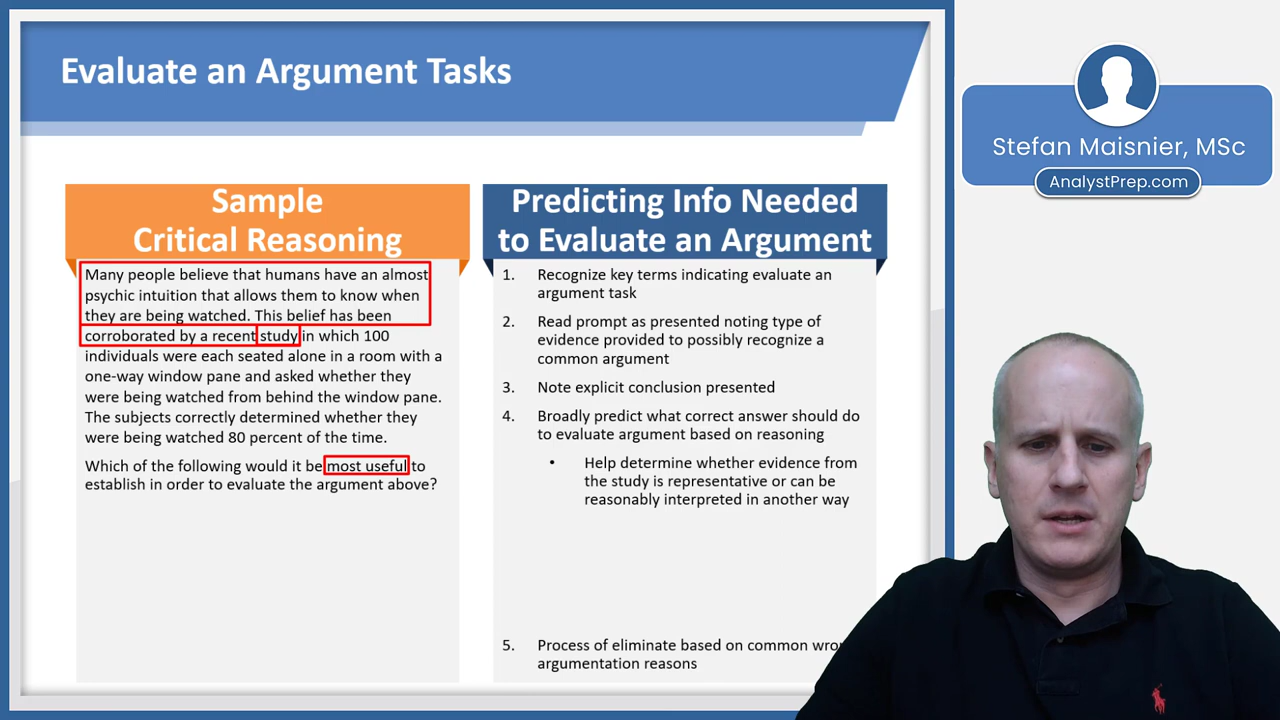 Evaluate an Argument Tasks
Stefan Maisnier, MSc
AnalystPrep.com
Sample
Critical Reasoning
Many people believe that humans have an almost
psychic intuition that allows them to know when
they are being watched. This belief has been
corroborated by a recent study in which 100
individuals were each seated alone in a room with a
one-way window pane and asked whether they
were being watched from behind the window pane.
The subjects correctly determined whether they
were being watched 80 percent of the time.
Which of the following would it be most useful to
establish in order to evaluate the argument above?
Predicting Info Needed
to Evaluate an Argument
1. Recognize key terms indicating evaluate an
argument task
2. Read prompt as presented noting type of
evidence provided to possibly recognize a
common argument
3. Note explicit conclusion presented
4. Broadly predict what correct answer should do
to evaluate argument based on reasoning
• Help determine whether evidence from
the study is representative or can be
reasonably interpreted in another way
5. Process of eliminate based on common
argumentation reasons